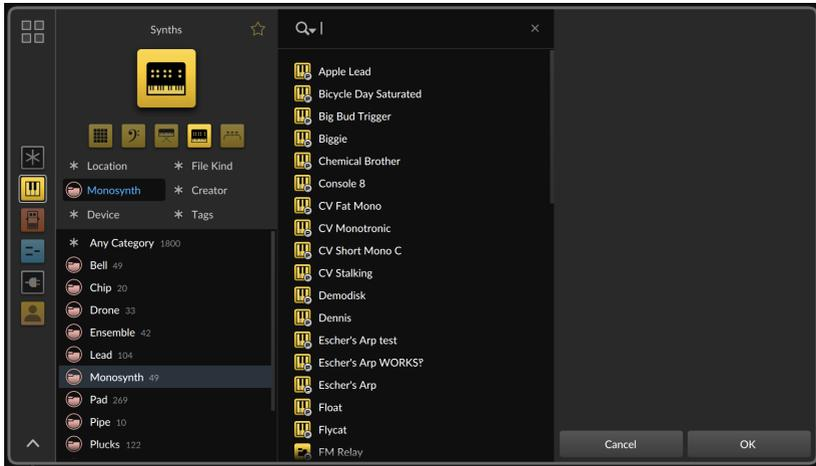 Synths
Location
File Kind
Monosynth
Creator
Device
Tags
Any Category 1800
Bell 49
Chip 20
Drone 33
Ensemble 42
Lead 104
Monosynth 49
Pad 269
Pipe 10
Plucks 122
Apple Lead
Bicycle Day Saturated
Big Bud Trigger
Biggie
Chemical Brother
Console 8
CV Fat Mono
CV Monotronic
CV Short Mono C
CV Stalking
Demodisk
Dennis
Escher's Arp test
Escher's Arp WORKS‽
Escher's Arp
Float
Flycat
FM Relay
Cancel
OK